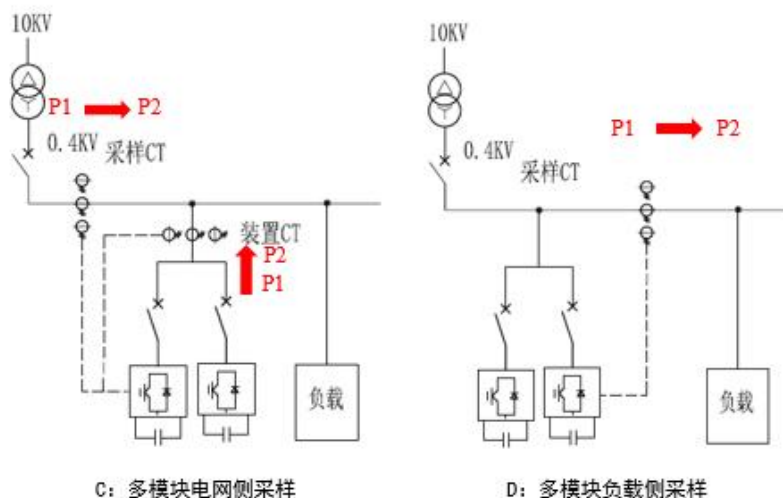 10KV
P1 P2
0.4KV 采样CT
装置CT
P2
P1
负载
C: 多模块电网侧采样
10KV
P1 P2
0.4KV
采样CT
负载
D: 多模块负载侧采样